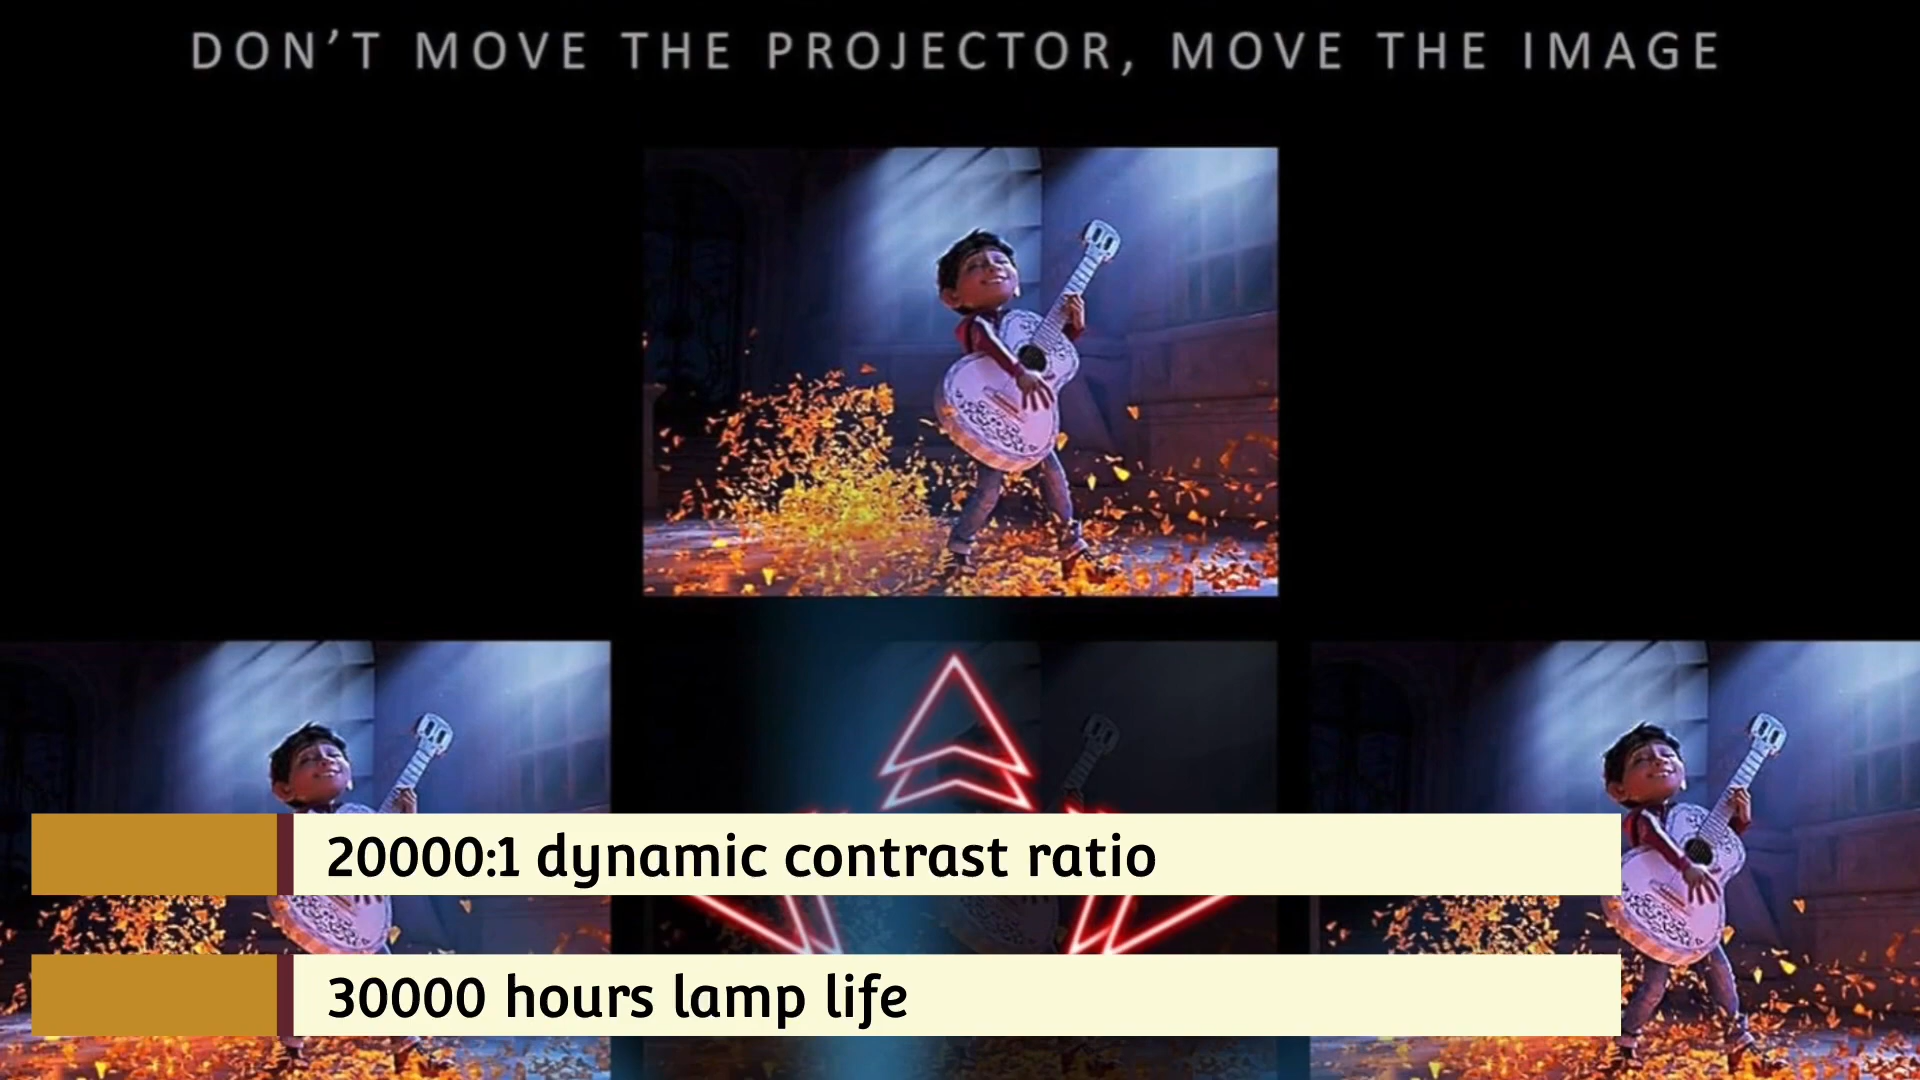 DON’T MOVE THE PROJECTOR, MOVE THE IMAGE
20000:1 dynamic contrast ratio
30000 hours lamp life